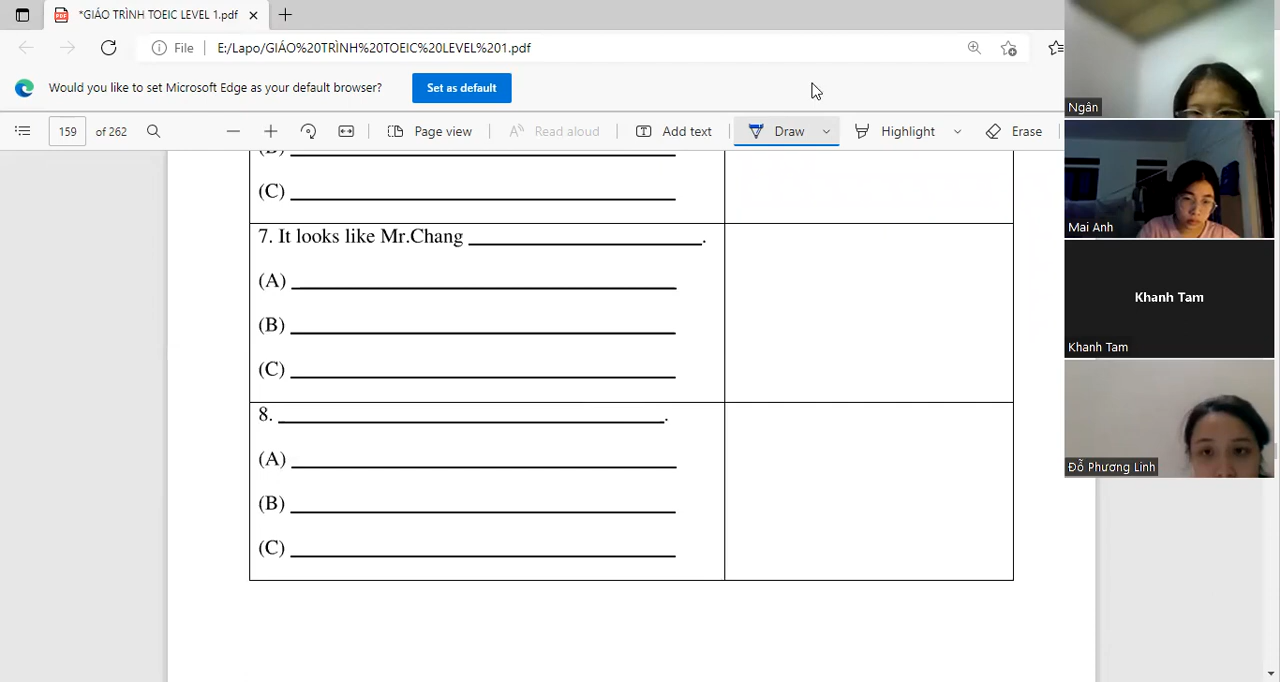 *GIÁO TRÌNH TOEIC LEVEL 1.pdf
File E:/Lapo/GIÁO%20TRÌNH%20TOEIC%20LEVEL%201.pdf
Would you like to set Microsoft Edge as your default browser? Set as default
159 of 262 Page view Read aloud Add text Draw Highlight Erase
(C)
7. It looks like Mr.Chang .
(A)
(B)
(C)
8. .
(A)
(B)
(C)
Ngân
Mai Anh
Khanh Tam
Khanh Tam
Đỗ Phương Linh